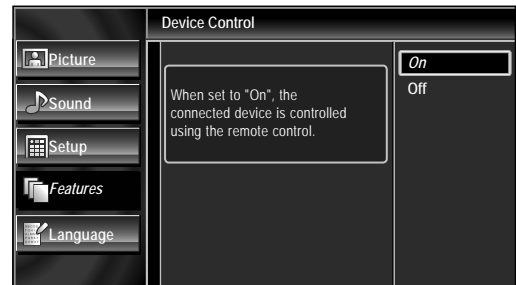 Device Control
Picture
Sound
Setup
Features
Language
When set to "On", the
connected device is controlled
using the remote control.
On
Off